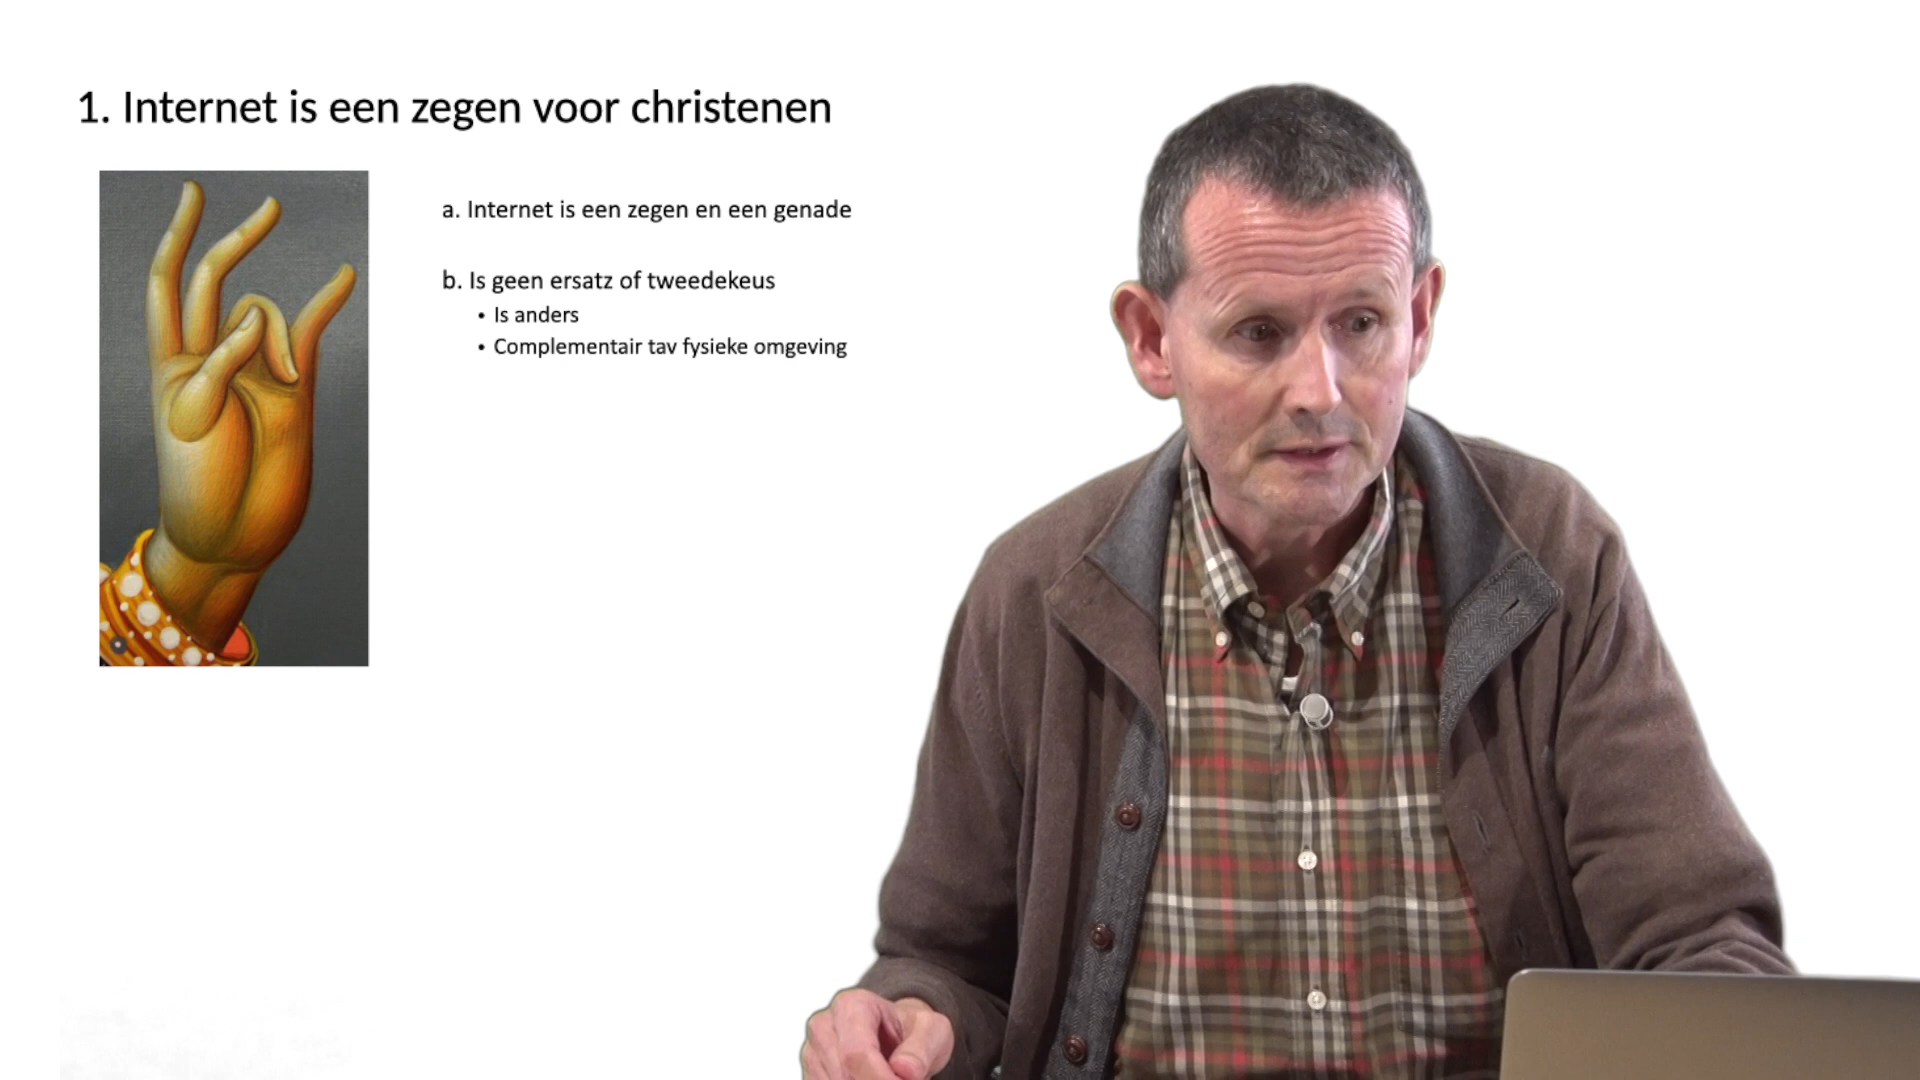 1. Internet is een zegen voor christenen
a. Internet is een zegen en een genade
b. Is geen ersatz of tweedekeus
• Is anders
• Complementair tav fysieke omgeving